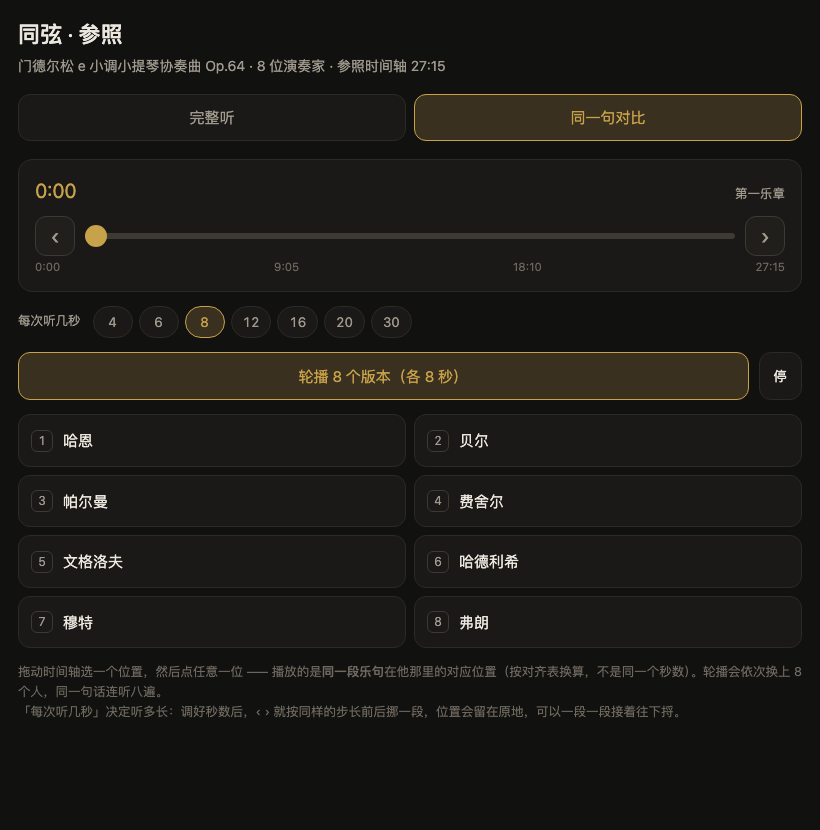 同弦 · 参照
门德尔松 e 小调小提琴协奏曲 Op.64 · 8 位演奏家 · 参照时间轴 27:15
完整听
同一句对比
0:00
第一乐章
‹
›
0:00 9:05 18:10 27:15
每次听几秒 4 6 8 12 16 20 30
轮播 8 个版本（各 8 秒）
停
1 哈恩
2 贝尔
3 帕尔曼
4 费舍尔
5 文格洛夫
6 哈德利希
7 穆特
8 弗朗
拖动时间轴选一个位置，然后点任意一位 —— 播放的是同一段乐句在他那里的对应位置（按对齐表换算，不是同一个秒数）。轮播会依次换上 8
个人，同一句话连听八遍。
「每次听几秒」决定听多长：调好秒数后，‹ › 就按同样的步长前后挪一段，位置会留在原地，可以一段一段接着往下捋。